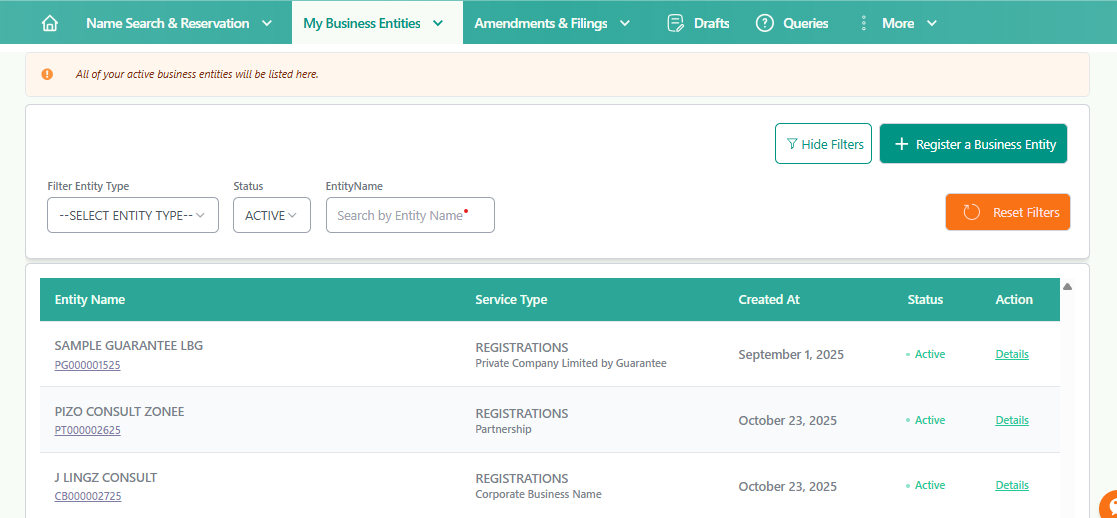 Name Search & Reservation My Business Entities Amendments & Filings Drafts Queries More
All of your active business entities will be listed here.
Hide Filters + Register a Business Entity
Filter Entity Type Status EntityName
--SELECT ENTITY TYPE-- ACTIVE Search by Entity Name* Reset Filters
Entity Name Service Type Created At Status Action
SAMPLE GUARANTEE LBG REGISTRATIONS September 1, 2025 Active Details
PG000001525 Private Company Limited by Guarantee
PIZO CONSULT ZONEE REGISTRATIONS October 23, 2025 Active Details
PT000002625 Partnership
J LINGZ CONSULT REGISTRATIONS October 23, 2025 Active Details
CB000002725 Corporate Business Name